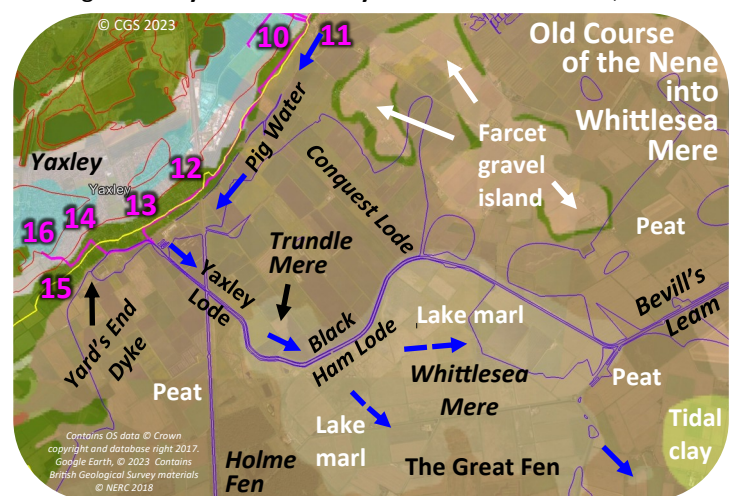 © CGS 2023
10
11
Old Course
of the Nene
into
Whittlesea
Mere
Pig Water
Farcet
gravel
island
Yaxley
Yaxley
12
13
14
16
15
Conquest Lode
Peat
Trundle
Mere
Yaxley
Lode
Yard's End
Dyke
Black
Ham Lode
Lake marl
Bevill's
Leam
Whittlesea
Mere
Peat
Peat
Lake
marl
Tidal
clay
Holme
Fen
The Great Fen
Contains OS data © Crown
copyright and database right 2017.
Google Earth, © 2023 Contains
British Geological Survey materials
© NERC 2018